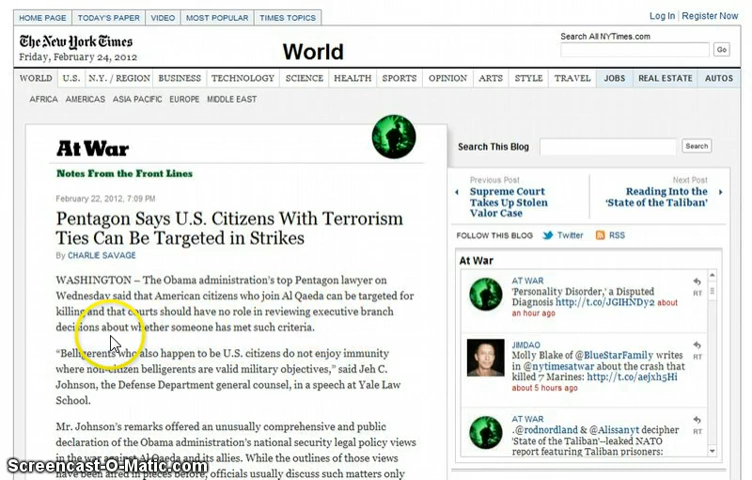 HOME PAGE TODAY'S PAPER VIDEO MOST POPULAR TIMES TOPICS
Log In Register Now
The New York Times
Friday, February 24, 2012
World
Search All NYTimes.com
Go
WORLD U.S. N.Y. / REGION BUSINESS TECHNOLOGY SCIENCE HEALTH SPORTS OPINION ARTS STYLE TRAVEL JOBS REAL ESTATE AUTOS
AFRICA AMERICAS ASIA PACIFIC EUROPE MIDDLE EAST
At War
Notes From the Front Lines
February 22, 2012, 7:09 PM
Pentagon Says U.S. Citizens With Terrorism
Ties Can Be Targeted in Strikes
By CHARLIE SAVAGE
WASHINGTON – The Obama administration's top Pentagon lawyer on
Wednesday said that American citizens who join Al Qaeda can be targeted for
killing and that courts should have no role in reviewing executive branch
decisions about whether someone has met such criteria.
“Belligerents who also happen to be U.S. citizens do not enjoy immunity
where non-citizen belligerents are valid military objectives,” said Jeh C.
Johnson, the Defense Department general counsel, in a speech at Yale Law
School.
Mr. Johnson's remarks offered an unusually comprehensive and public
declaration of the Obama administration's national security legal policy views
in the war against Al Qaeda and its allies. While the outlines of those views
have been aired in pieces before, officials usually discuss such matters only
Search This Blog
Search
Previous Post
Supreme Court
Takes Up Stolen
Valor Case
Next Post
Reading Into the
'State of the Taliban'
FOLLOW THIS BLOG Twitter RSS
At War
AT WAR
'Personality Disorder,' a Disputed
Diagnosis http://t.co/JGIHNDy2 about
an hour ago
RT
JIMDAO
Molly Blake of @BlueStarFamily writes
in @nytimesatwar about the crash that
killed 7 Marines: http://t.co/aejxh5Hi
about 5 hours ago
RT
AT WAR
.@rodnordland & @Alissanyt decipher
'State of the Taliban'--leaked NATO
report featuring Taliban prisoners:
RT
Screencast-O-Matic.com